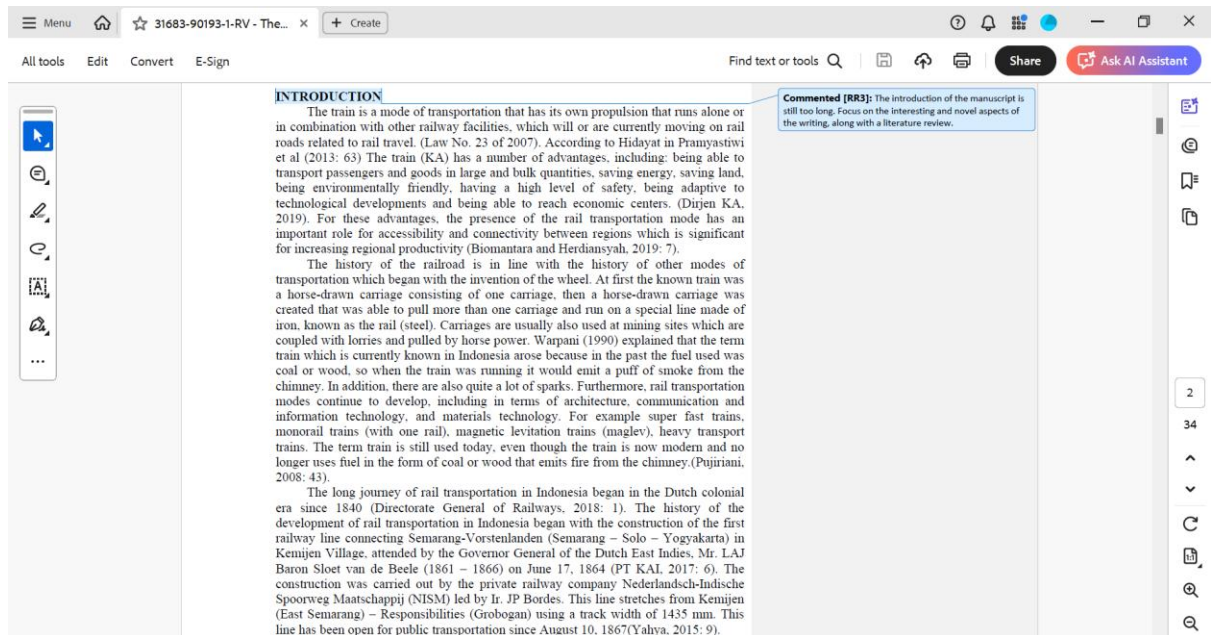 Menu
31683-90193-1-RV - The... ×
+ Create
All tools Edit Convert E-Sign
Find text or tools
Share
Ask AI Assistant
INTRODUCTION
The train is a mode of transportation that has its own propulsion that runs alone or
in combination with other railway facilities, which will or are currently moving on rail
roads related to rail travel. (Law No. 23 of 2007). According to Hidayat in Pramyastiwi
et al (2013: 63) The train (KA) has a number of advantages, including: being able to
transport passengers and goods in large and bulk quantities, saving energy, saving land,
being environmentally friendly, having a high level of safety, being adaptive to
technological developments and being able to reach economic centers. (Dirjen KA,
2019). For these advantages, the presence of the rail transportation mode has an
important role for accessibility and connectivity between regions which is significant
for increasing regional productivity (Biomantara and Herdiansyah, 2019: 7).
The history of the railroad is in line with the history of other modes of
transportation which began with the invention of the wheel. At first the known train was
a horse-drawn carriage consisting of one carriage, then a horse-drawn carriage was
created that was able to pull more than one carriage and run on a special line made of
iron, known as the rail (steel). Carriages are usually also used at mining sites which are
coupled with lorries and pulled by horse power. Warpani (1990) explained that the term
train which is currently known in Indonesia arose because in the past the fuel used was
coal or wood, so when the train was running it would emit a puff of smoke from the
chimney. In addition, there are also quite a lot of sparks. Furthermore, rail transportation
modes continue to develop, including in terms of architecture, communication and
information technology, and materials technology. For example super fast trains,
monorail trains (with one rail), magnetic levitation trains (maglev), heavy transport
trains. The term train is still used today, even though the train is now modern and no
longer uses fuel in the form of coal or wood that emits fire from the chimney.(Pujiriani,
2008: 43).
The long journey of rail transportation in Indonesia began in the Dutch colonial
era since 1840 (Directorate General of Railways, 2018: 1). The history of the
development of rail transportation in Indonesia began with the construction of the first
railway line connecting Semarang-Vorstenlanden (Semarang – Solo – Yogyakarta) in
Kemijen Village, attended by the Governor General of the Dutch East Indies, Mr. LAJ
Baron Sloet van de Beele (1861 – 1866) on June 17, 1864 (PT KAI, 2017: 6). The
construction was carried out by the private railway company Nederlandsch-Indische
Spoorweg Maatschappij (NISM) led by Ir. JP Bordes. This line stretches from Kemijen
(East Semarang) – Responsibilities (Grobogan) using a track width of 1435 mm. This
line has been open for public transportation since August 10, 1867(Yahya, 2015: 9).
Commented [RR3]: The introduction of the manuscript is
still too long. Focus on the interesting and novel aspects of
the writing, along with a literature review.
2
34